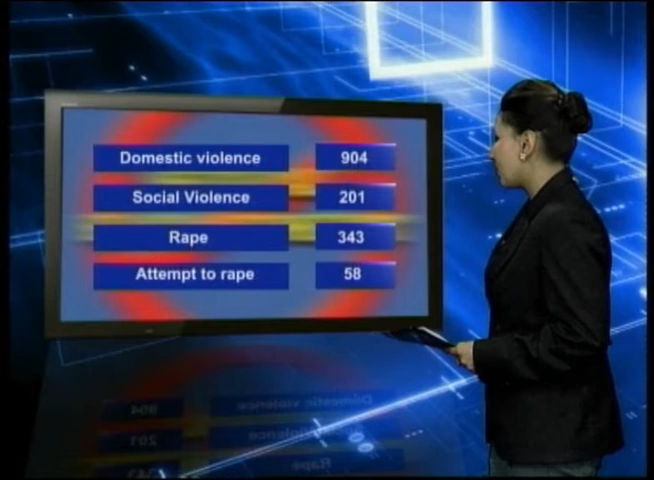 Domestic violence 904
Social Violence 201
Rape 343
Attempt to rape 58